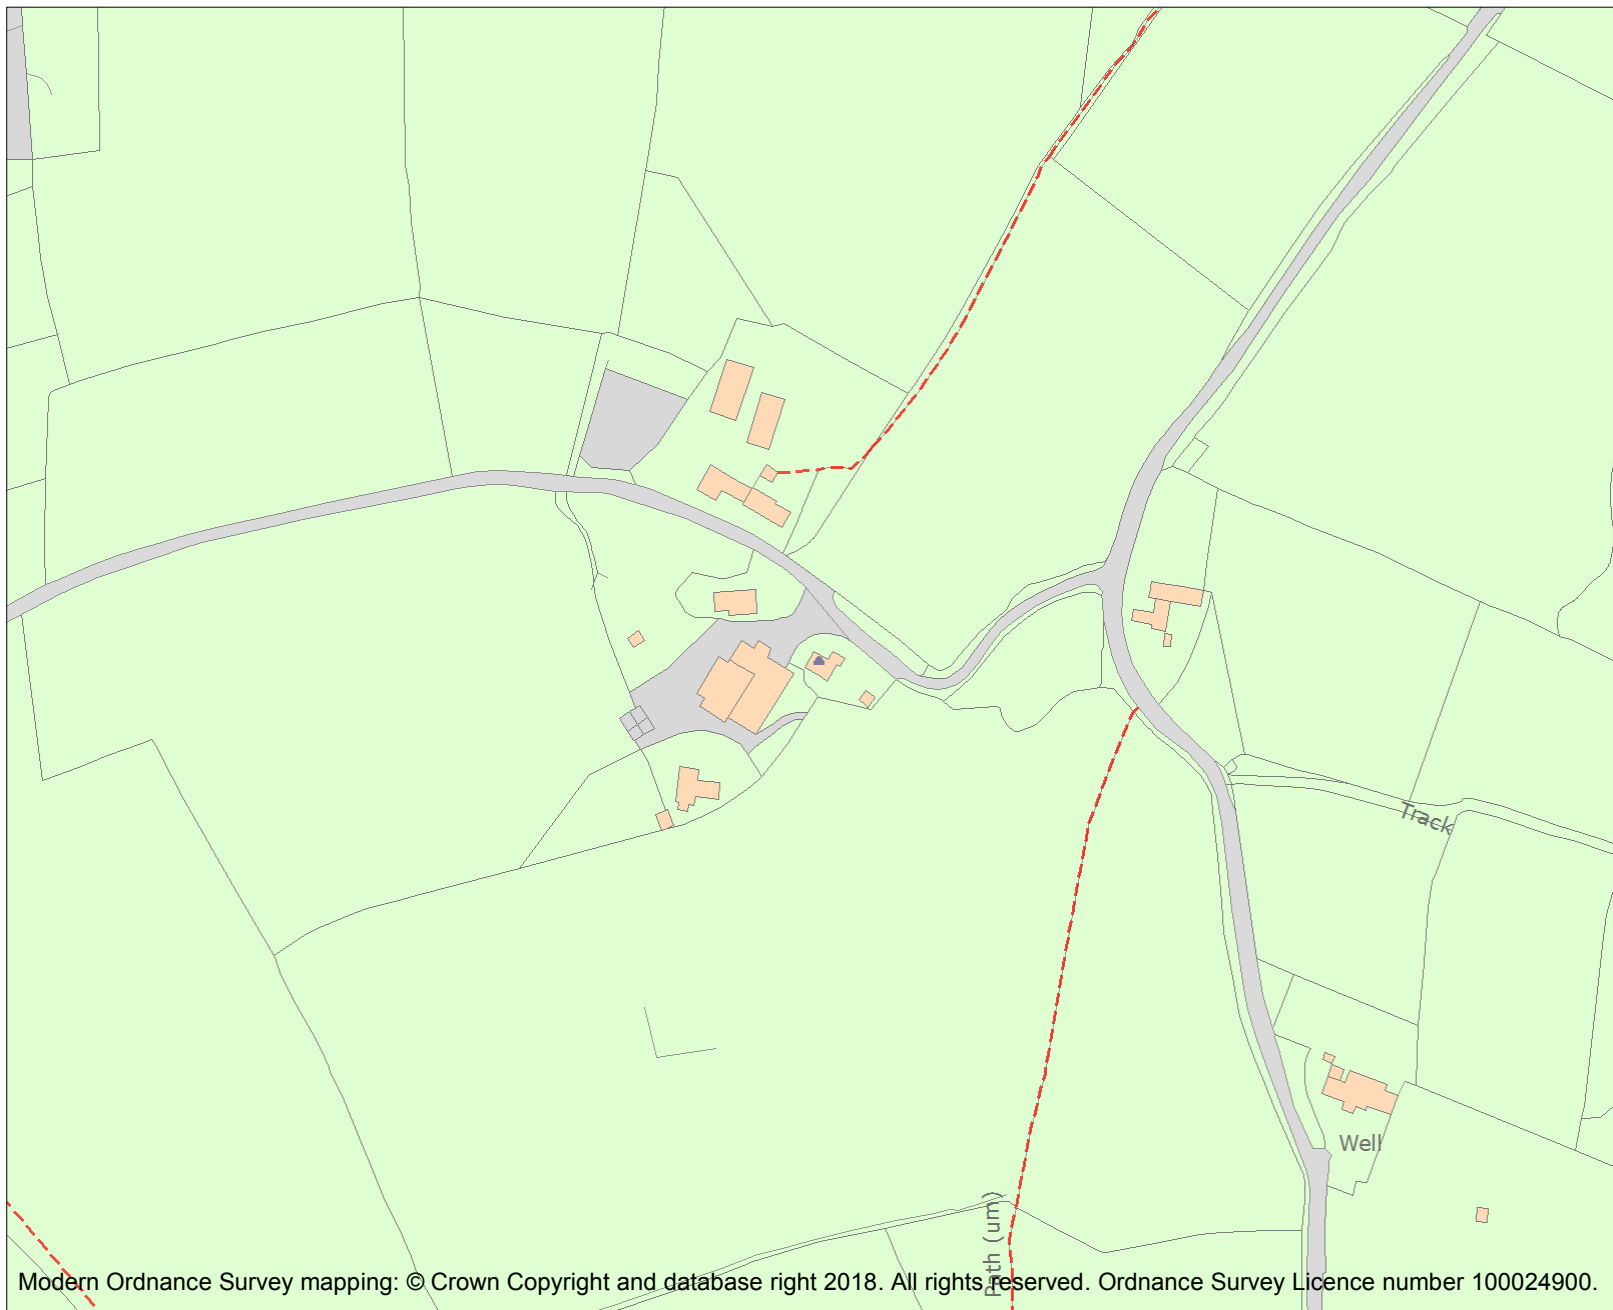 Track
Well
Path (um)
Modern Ordnance Survey mapping: © Crown Copyright and database right 2018. All rights reserved. Ordnance Survey Licence number 100024900.